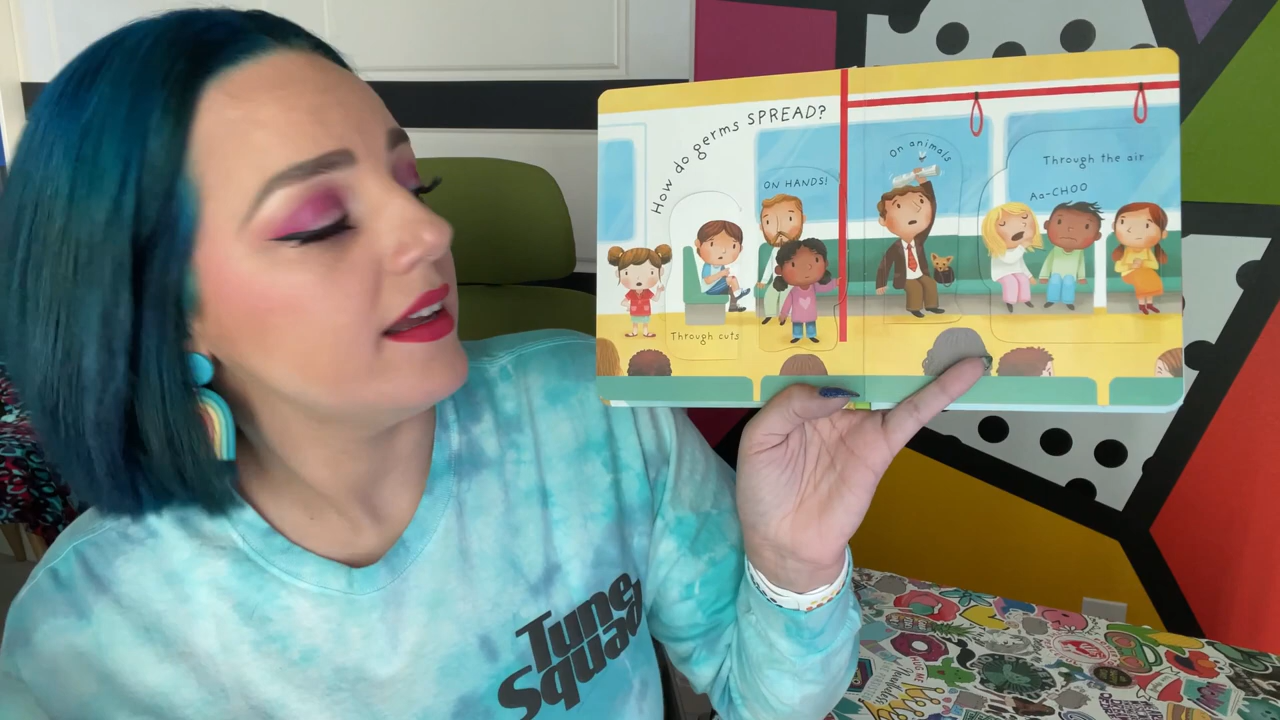 How do germs SPREAD?
Through cuts
ON HANDS!
On animals
Through the air
Aa-CHOO
Tune
Squad